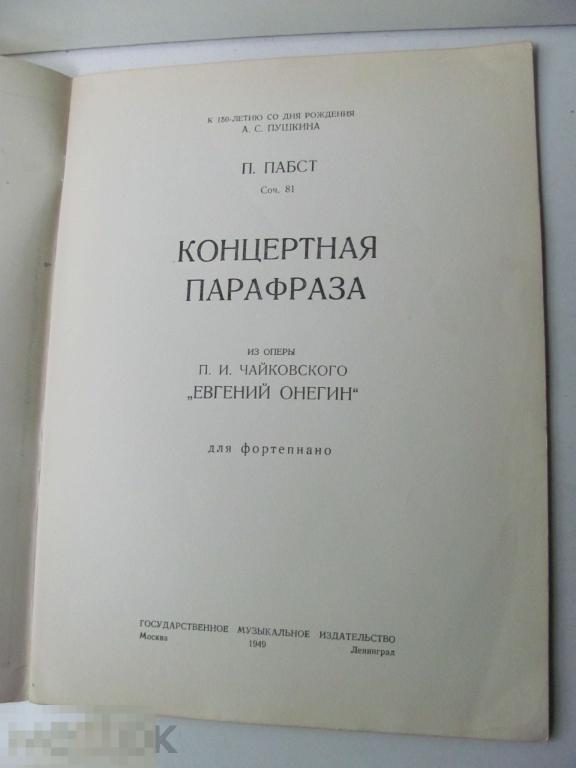 К 150-ЛЕТИЮ СО ДНЯ РОЖДЕНИЯ
А. С. ПУШКИНА
П. ПАБСТ
Соч. 81
КОНЦЕРТНАЯ
ПАРАФРАЗА
ИЗ ОПЕРЫ
П. И. ЧАЙКОВСКОГО
„ЕВГЕНИЙ ОНЕГИН“
для фортепиано
ГОСУДАРСТВЕННОЕ МУЗЫКАЛЬНОЕ ИЗДАТЕЛЬСТВО
Москва 1949 Ленинград